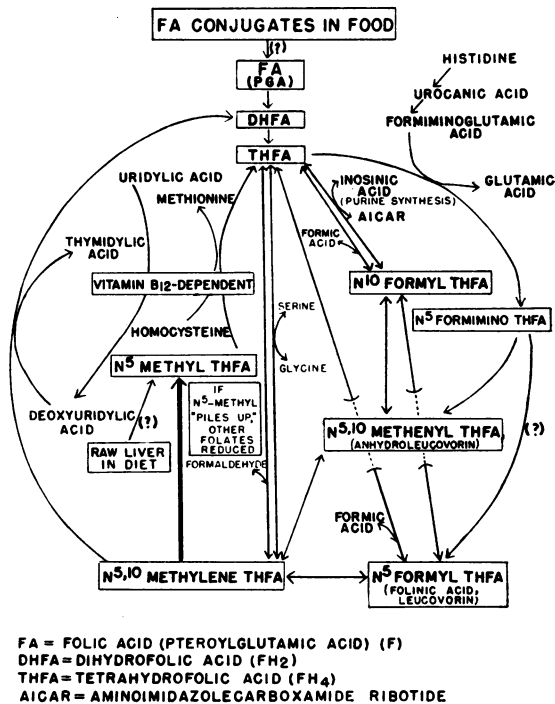 FA CONJUGATES IN FOOD
(?)
FA
(PGA)
DHFA
THFA
HISTIDINE
UROCANIC ACID
FORMIMINOGLUTAMIC
ACID
GLUTAMIC
ACID
URIDYLIC ACID
METHIONINE
INOSINIC
ACID
(PURINE SYNTHESIS)
AICAR
FORMIC
ACID
THYMIDYLIC
ACID
VITAMIN B12-DEPENDENT
N10 FORMYL THFA
HOMOCYSTEINE
SERINE
N5 FORMIMINO THFA
N5 METHYL THFA
GLYCINE
IF
N5-METHYL
"PILES UP,"
OTHER
FOLATES
REDUCED
DEOXYURIDYLIC
ACID
(?)
RAW LIVER
IN DIET
FORMALDEHYDE
N5,10 METHENYL THFA
(ANHYDROLEUCOVORIN)
(?)
FORMIC
ACID
N5,10 METHYLENE THFA
N5 FORMYL THFA
(FOLINIC ACID,
LEUCOVORIN)
FA = FOLIC ACID (PTEROYLGLUTAMIC ACID) (F)
DHFA = DIHYDROFOLIC ACID (FH2)
THFA = TETRAHYDROFOLIC ACID (FH4)
AICAR = AMINOIMIDAZOLECARBOXAMIDE RIBOTIDE